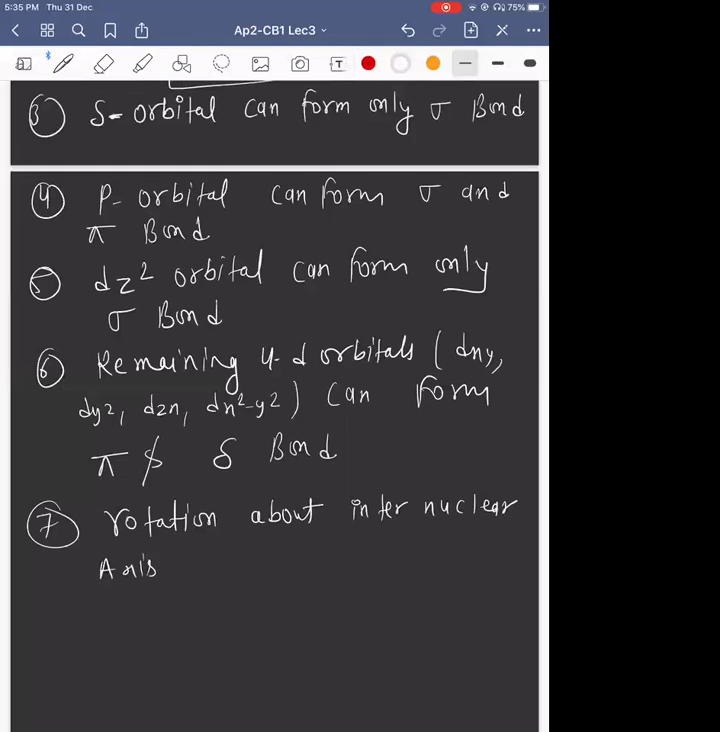 5:35 PM Thu 31 Dec 75%
Ap2-CB1 Lec3
③ S-orbital can form only σ Bond
④ P-orbital can form σ and
π Bond
⑤ dz² orbital can form only
σ Bond
⑥ Remaining 4-d orbitals (dxy,
dyz, dzx, dx²-y²) can form
π & δ Bond
⑦ rotation about inter nuclear
Axis